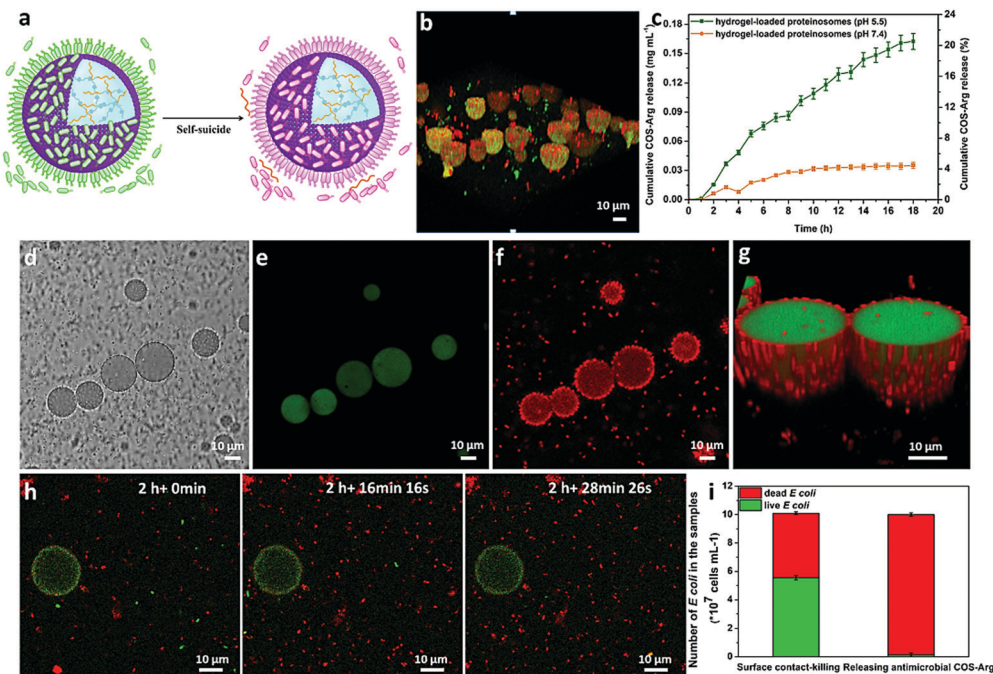 a
Self-suicide
b
10 µm
c
hydrogel-loaded proteinosomes (pH 5.5)
hydrogel-loaded proteinosomes (pH 7.4)
Cumulative COS-Arg release (mg mL⁻¹)
0.18
0.15
0.12
0.09
0.06
0.03
0.00
24
20
16
12
8
4
0
Cumulative COS-Arg release (%)
0 2 4 6 8 10 12 14 16 18 20
Time (h)
d
10 µm
e
10 µm
f
10 µm
g
10 µm
h
2 h+ 0min
10 µm
2 h+ 16min 16s
10 µm
2 h+ 28min 26s
10 µm
i
dead E coli
live E coli
Number of E coli in the samples
(*10⁷ cells mL-1)
12
10
8
6
4
2
0
Surface contact-killing Releasing antimicrobial COS-Arg